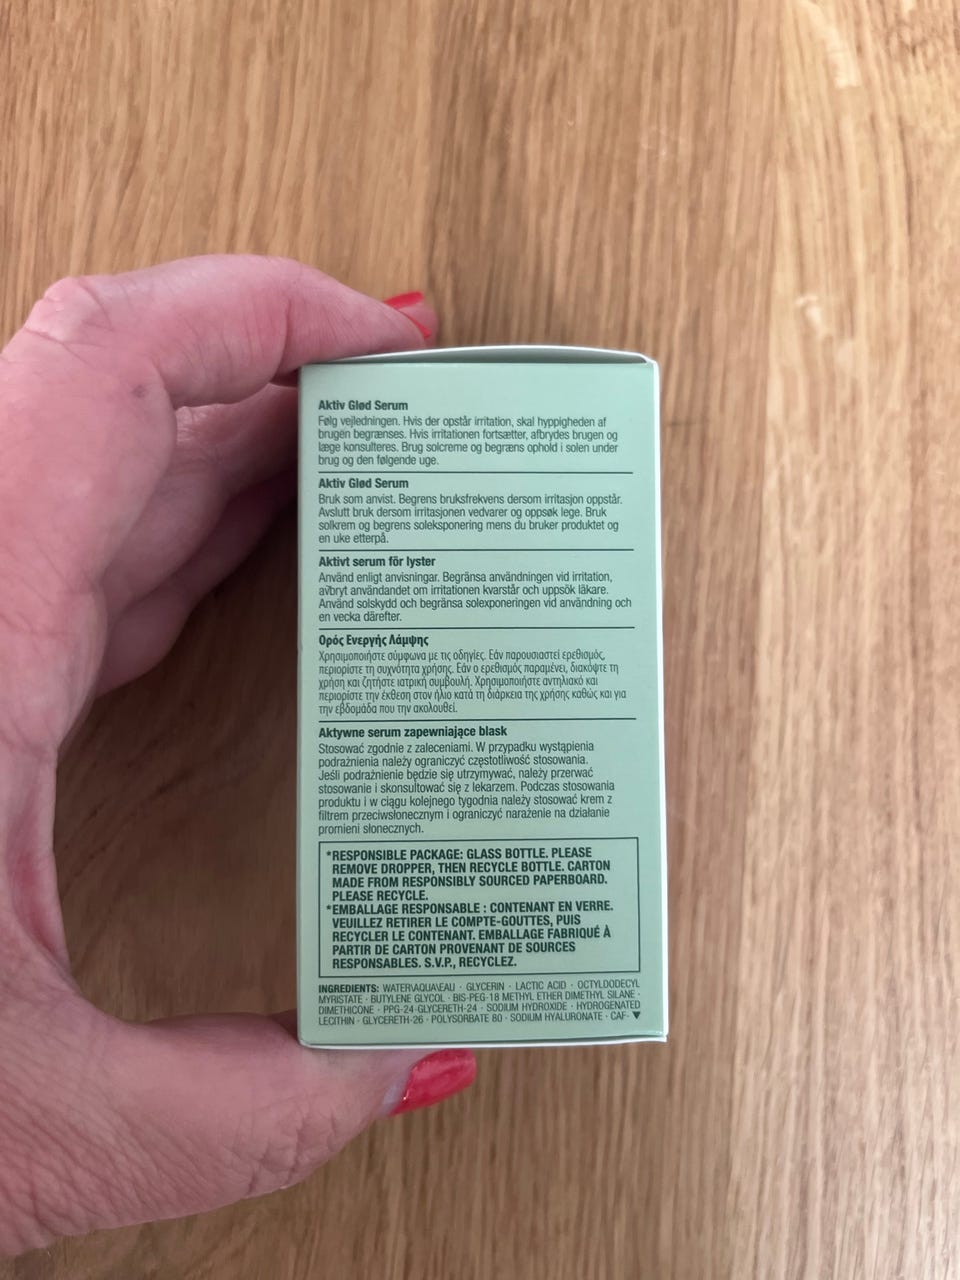 Aktiv Glød Serum
Følg vejledningen. Hvis der opstår irritation, skal hyppigheden af
brugen begrænses. Hvis irritationen fortsætter, afbrydes brugen og
læge konsulteres. Brug solcreme og begræns ophold i solen under
brug og den følgende uge.
Aktiv Glød Serum
Bruk som anvist. Begrens bruksfrekvens dersom irritasjon oppstår.
Avslutt bruk dersom irritasjonen vedvarer og oppsøk lege. Bruk
solkrem og begrens soleksponering mens du bruker produktet og
en uke etterpå.
Aktivt serum för lyster
Använd enligt anvisningar. Begränsa användningen vid irritation,
avbryt användandet om irritationen kvarstår och uppsök läkare.
Använd solskydd och begränsa solexponeringen vid användning och
en vecka därefter.
Ορός Ενεργής Λάμψης
Χρησιμοποιήστε σύμφωνα με τις οδηγίες. Εάν παρουσιαστεί ερεθισμός,
περιορίστε τη συχνότητα χρήσης. Εάν ο ερεθισμός παραμένει, διακόψτε τη
χρήση και ζητήστε ιατρική συμβουλή. Χρησιμοποιήστε αντηλιακό και
περιορίστε την έκθεση στον ήλιο κατά τη διάρκεια της χρήσης καθώς και για
την εβδομάδα που την ακολουθεί.
Aktywne serum zapewniające blask
Stosować zgodnie z zaleceniami. W przypadku wystąpienia
podrażnienia należy ograniczyć częstotliwość stosowania.
Jeśli podrażnienie będzie się utrzymywać, należy przerwać
stosowanie i skonsultować się z lekarzem. Podczas stosowania
produktu i w ciągu kolejnego tygodnia należy stosować krem z
filtrem przeciwsłonecznym i ograniczyć narażenie na działanie
promieni słonecznych.
*RESPONSIBLE PACKAGE: GLASS BOTTLE. PLEASE
REMOVE DROPPER, THEN RECYCLE BOTTLE. CARTON
MADE FROM RESPONSIBLY SOURCED PAPERBOARD.
PLEASE RECYCLE.
*EMBALLAGE RESPONSABLE : CONTENANT EN VERRE.
VEUILLEZ RETIRER LE COMPTE-GOUTTES, PUIS
RECYCLER LE CONTENANT. EMBALLAGE FABRIQUÉ À
PARTIR DE CARTON PROVENANT DE SOURCES
RESPONSABLES. S.V.P., RECYCLEZ.
INGREDIENTS: WATER\AQUA\EAU · GLYCERIN · LACTIC ACID · OCTYLDODECYL
MYRISTATE · BUTYLENE GLYCOL · BIS-PEG-18 METHYL ETHER DIMETHYL SILANE ·
DIMETHICONE · PPG-24-GLYCERETH-24 · SODIUM HYDROXIDE · HYDROGENATED
LECITHIN · GLYCERETH-26 · POLYSORBATE 80 · SODIUM HYALURONATE · CAF- ▼